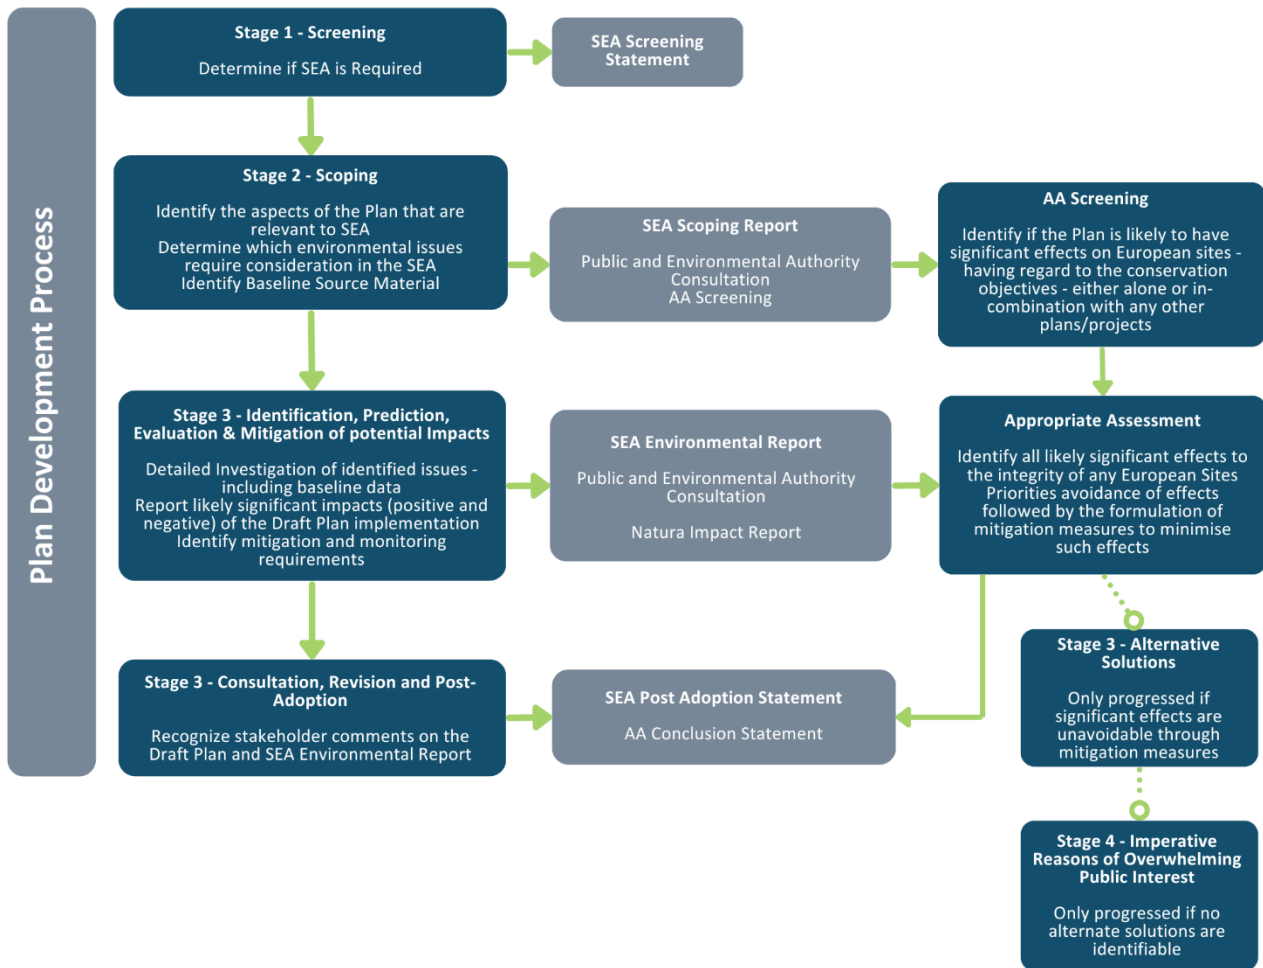 Plan Development Process
Stage 1 - Screening
Determine if SEA is Required
SEA Screening
Statement
Stage 2 - Scoping
Identify the aspects of the Plan that are
relevant to SEA
Determine which environmental issues
require consideration in the SEA
Identify Baseline Source Material
SEA Scoping Report
Public and Environmental Authority
Consultation
AA Screening
AA Screening
Identify if the Plan is likely to have
significant effects on European sites -
having regard to the conservation
objectives - either alone or in-
combination with any other
plans/projects
Stage 3 - Identification, Prediction,
Evaluation & Mitigation of potential Impacts
Detailed Investigation of identified issues -
including baseline data
Report likely significant impacts (positive and
negative) of the Draft Plan implementation
Identify mitigation and monitoring
requirements
SEA Environmental Report
Public and Environmental Authority
Consultation
Natura Impact Report
Appropriate Assessment
Identify all likely significant effects to
the integrity of any European Sites
Priorities avoidance of effects
followed by the formulation of
mitigation measures to minimise
such effects
Stage 3 - Consultation, Revision and Post-
Adoption
Recognize stakeholder comments on the
Draft Plan and SEA Environmental Report
SEA Post Adoption Statement
AA Conclusion Statement
Stage 3 - Alternative
Solutions
Only progressed if
significant effects are
unavoidable through
mitigation measures
Stage 4 - Imperative
Reasons of Overwhelming
Public Interest
Only progressed if no
alternate solutions are
identifiable